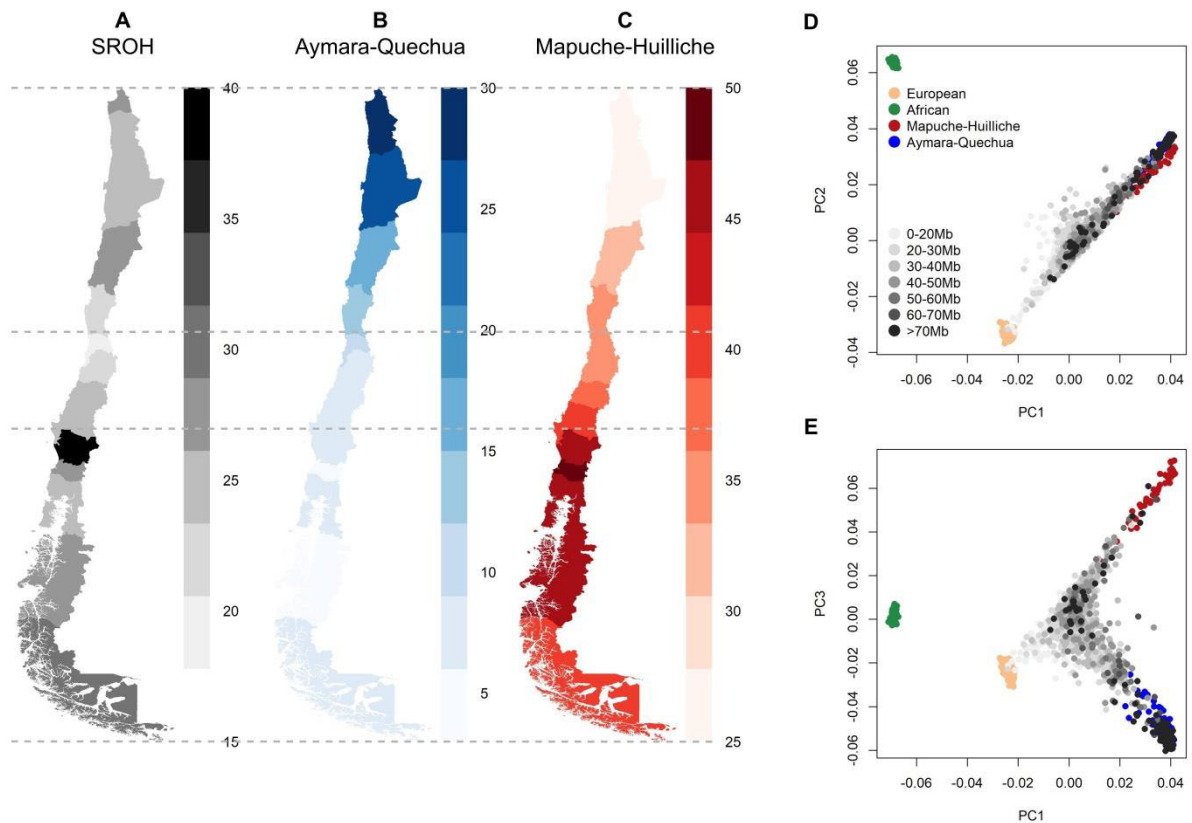 A
SROH
40
35
30
25
20
15
B
Aymara-Quechua
30
25
20
15
10
5
C
Mapuche-Huilliche
50
45
40
35
30
25
D
PC2
0.06
0.04
0.02
0.00
-0.02
-0.04
European
African
Mapuche-Huilliche
Aymara-Quechua
0-20Mb
20-30Mb
30-40Mb
40-50Mb
50-60Mb
60-70Mb
>70Mb
-0.06 -0.04 -0.02 0.00 0.02 0.04
PC1
E
PC3
0.06
0.04
0.02
0.00
-0.02
-0.04
-0.06
-0.06 -0.04 -0.02 0.00 0.02 0.04
PC1